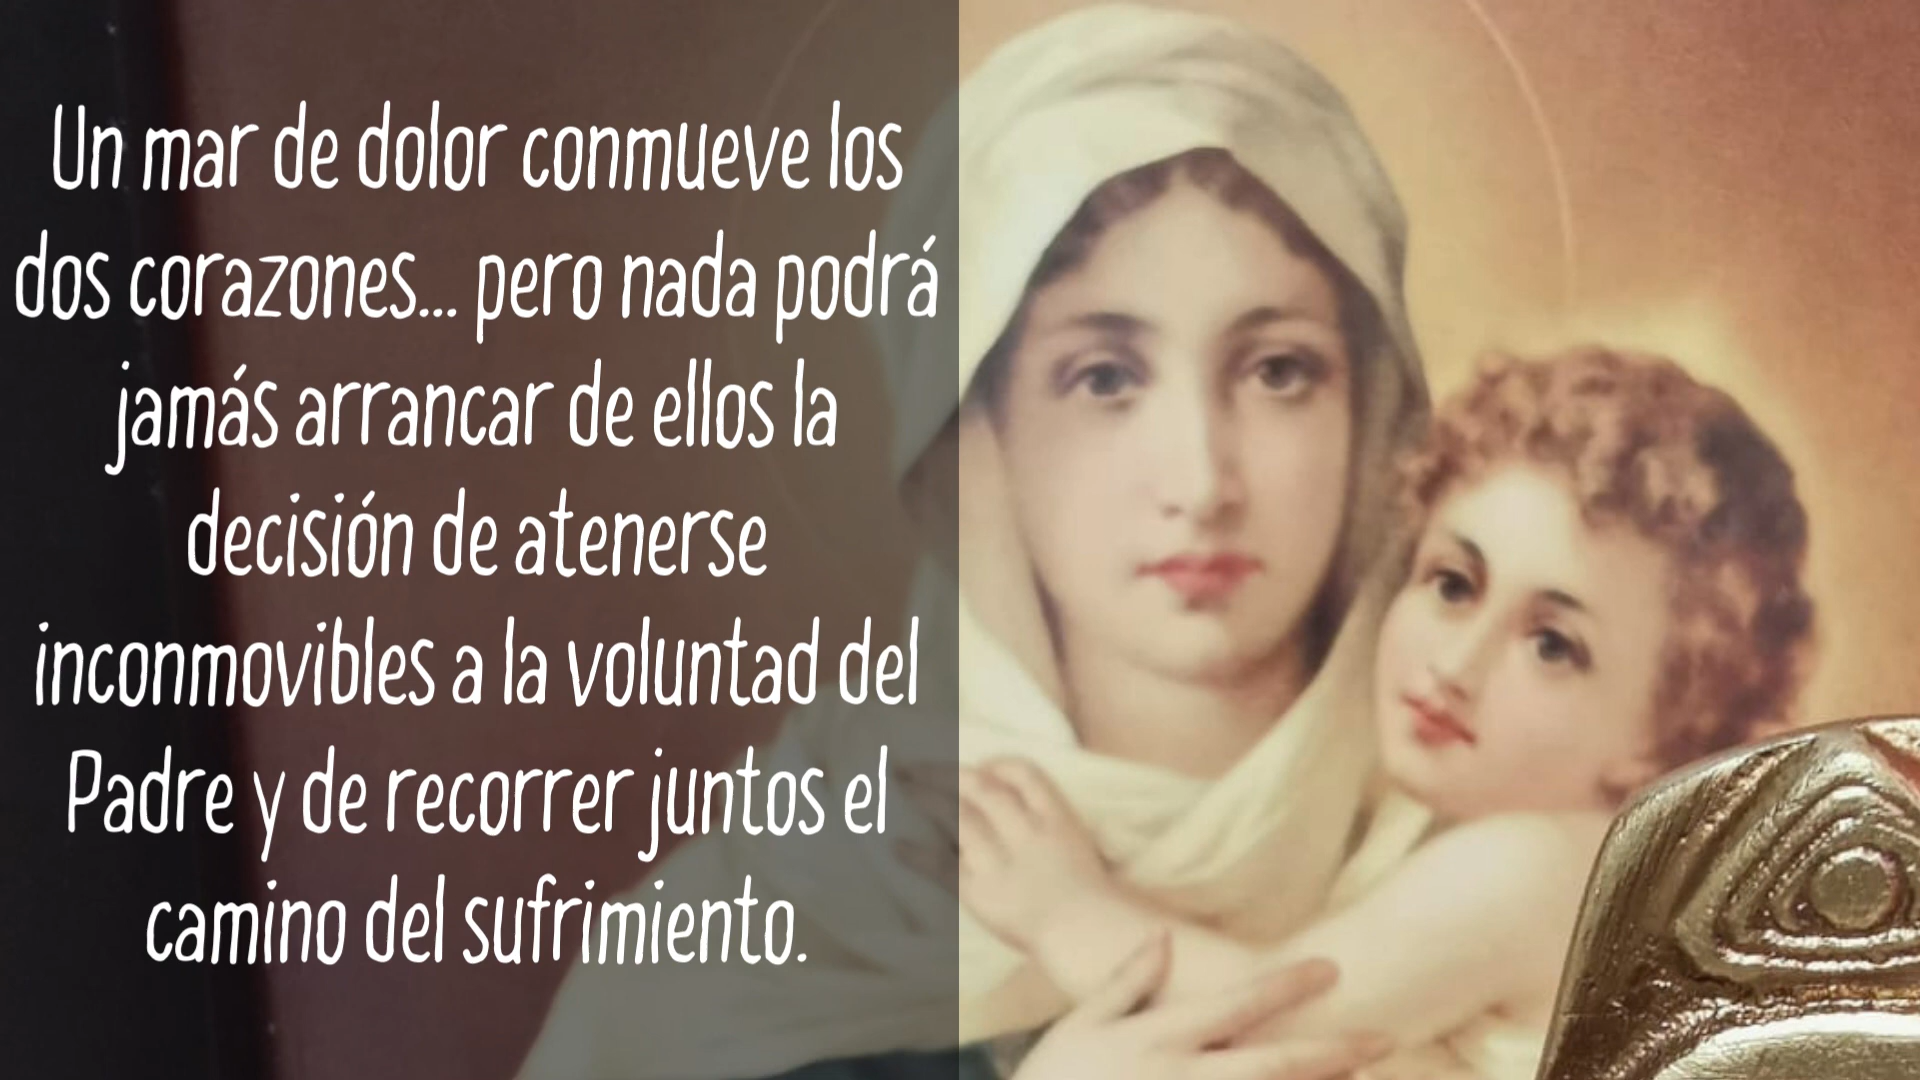 Un mar de dolor conmueve los
dos corazones... pero nada podrá
jamás arrancar de ellos la
decisión de atenerse
inconmovibles a la voluntad del
Padre y de recorrer juntos el
camino del sufrimiento.